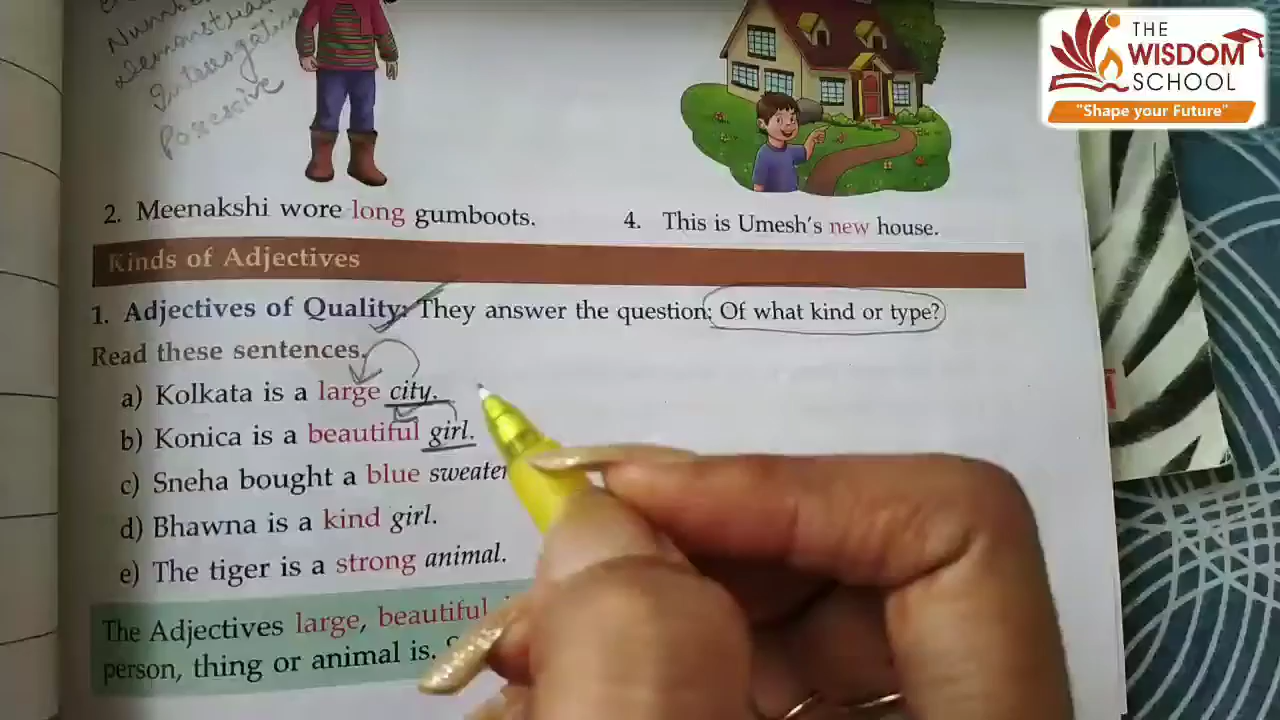 Demonstrat
Interrogative
Possessive
THE
WISDOM
SCHOOL
"Shape your Future"
2. Meenakshi wore long gumboots.
4. This is Umesh's new house.
Kinds of Adjectives
1. Adjectives of Quality: They answer the question: Of what kind or type?
Read these sentences.
a) Kolkata is a large city.
b) Konica is a beautiful girl.
c) Sneha bought a blue sweater
d) Bhawna is a kind girl.
e) The tiger is a strong animal.
The Adjectives large, beautiful,
person, thing or animal is.